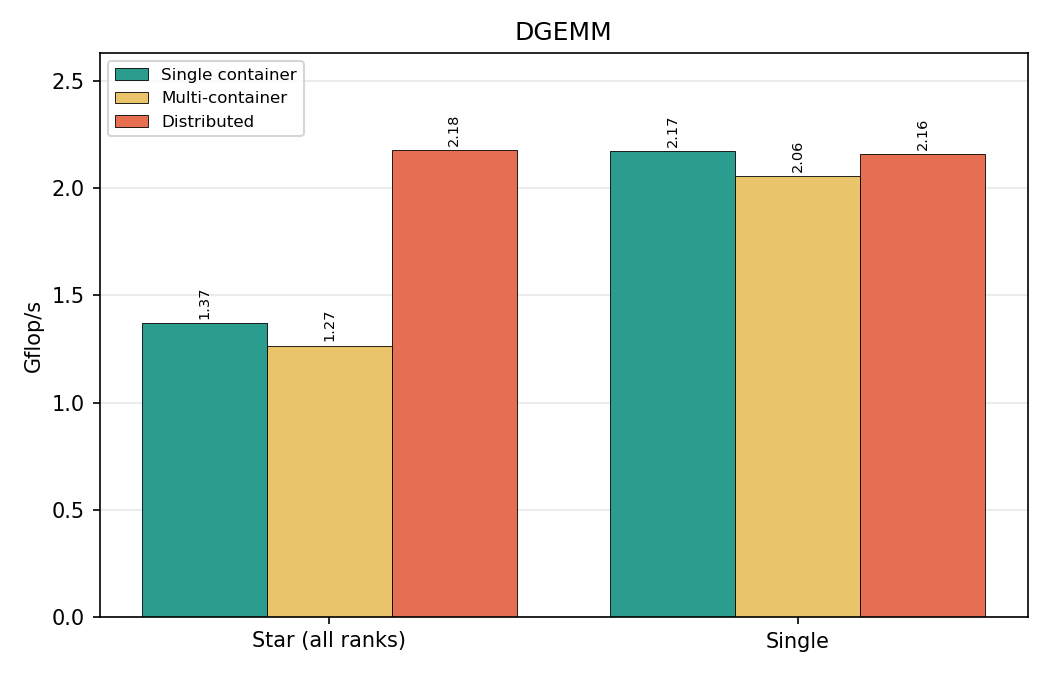 DGEMM
Gflop/s
2.5
2.0
1.5
1.0
0.5
0.0
Single container
Multi-container
Distributed
1.37
1.27
2.18
2.17
2.06
2.16
Star (all ranks)
Single